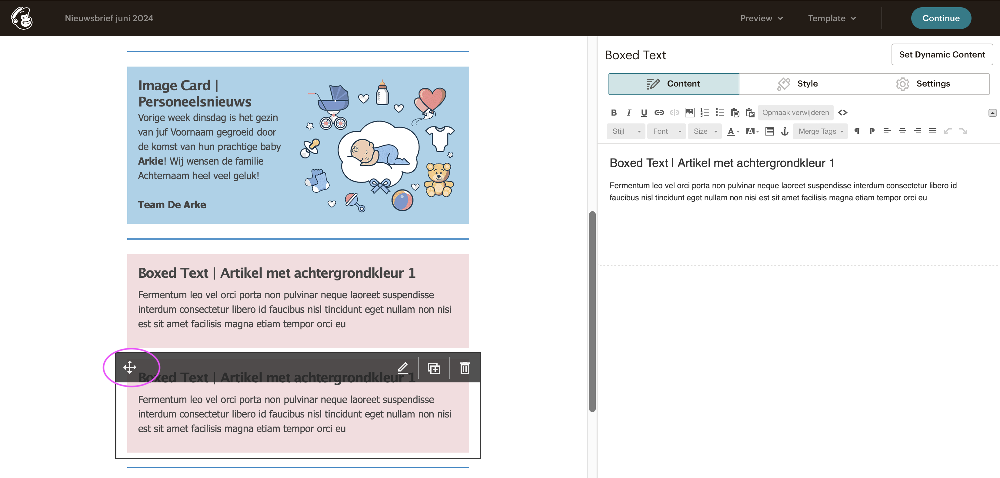 Nieuwsbrief juni 2024
Preview
Template
Continue
Image Card |
Personeelsnieuws
Vorige week dinsdag is het gezin
van juf Voornaam gegroeid door
de komst van hun prachtige baby
Arkie! Wij wensen de familie
Achternaam heel veel geluk!
Team De Arke
Boxed Text | Artikel met achtergrondkleur 1
Fermentum leo vel orci porta non pulvinar neque laoreet suspendisse
interdum consectetur libero id faucibus nisl tincidunt eget nullam non nisi
est sit amet facilisis magna etiam tempor orci eu
Boxed Text | Artikel met achtergrondkleur 1
Fermentum leo vel orci porta non pulvinar neque laoreet suspendisse
interdum consectetur libero id faucibus nisl tincidunt eget nullam non nisi
est sit amet facilisis magna etiam tempor orci eu
Boxed Text
Set Dynamic Content
Content
Style
Settings
B I U
Opmaak verwijderen
Stijl
Font
Size
A
A
Merge Tags
Boxed Text | Artikel met achtergrondkleur 1
Fermentum leo vel orci porta non pulvinar neque laoreet suspendisse interdum consectetur libero id
faucibus nisl tincidunt eget nullam non nisi est sit amet facilisis magna etiam tempor orci eu